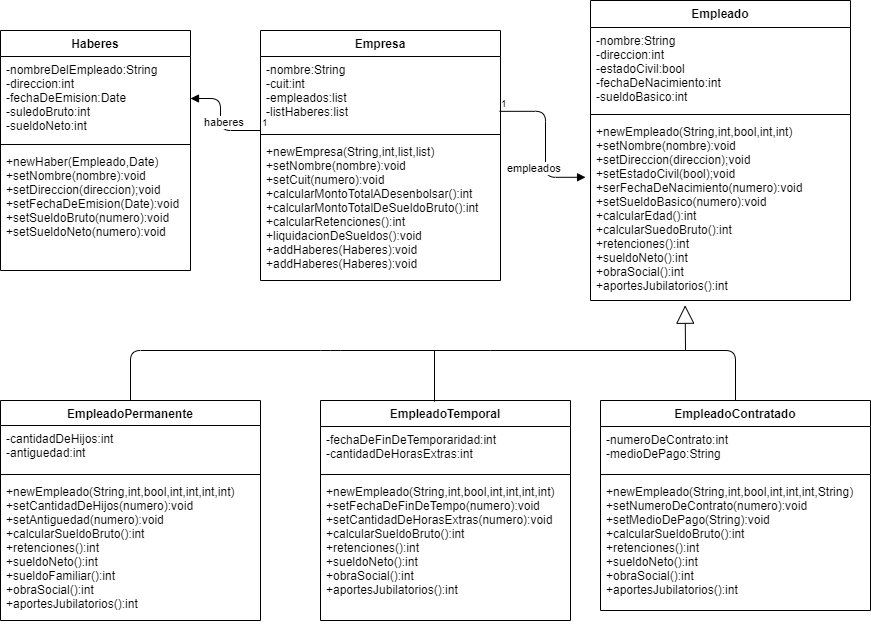 Haberes
-nombreDelEmpleado:String
-direccion:int
-fechaDeEmision:Date
-suledoBruto:int
-sueldoNeto:int
+newHaber(Empleado,Date)
+setNombre(nombre):void
+setDireccion(direccion;void
+setFechaDeEmision(Date):void
+setSueldoBruto(numero):void
+setSueldoNeto(numero):void
haberes
1
Empresa
-nombre:String
-cuit:int
-empleados:list
-listHaberes:list
+newEmpresa(String,int,list,list)
+setNombre(nombre):void
+setCuit(numero):void
+calcularMontoTotalADesenbolsar():int
+calcularMontoTotalDeSueldoBruto():int
+calcularRetenciones():int
+liquidacionDeSueldos():void
+addHaberes(Haberes):void
+addHaberes(Haberes):void
1
empleados
Empleado
-nombre:String
-direccion:int
-estadoCivil:bool
-fechaDeNacimiento:int
-sueldoBasico:int
+newEmpleado(String,int,bool,int,int)
+setNombre(nombre):void
+setDireccion(direccion);void
+setEstadoCivil(bool);void
+serFechaDeNacimiento(numero):void
+setSueldoBasico(numero):void
+calcularEdad():int
+calcularSuedoBruto():int
+retenciones():int
+sueldoNeto():int
+obraSocial():int
+aportesJubilatorios():int
EmpleadoPermanente
-cantidadDeHijos:int
-antiguedad:int
+newEmpleado(String,int,bool,int,int,int,int)
+setCantidadDeHijos(numero):void
+setAntiguedad(numero):void
+calcularSueldoBruto():int
+retenciones():int
+sueldoNeto():int
+sueldoFamiliar():int
+obraSocial():int
+aportesJubilatorios():int
EmpleadoTemporal
-fechaDeFinDeTemporaridad:int
-cantidadDeHorasExtras:int
+newEmpleado(String,int,bool,int,int,int,int)
+setFechaDeFinDeTempo(numero):void
+setCantidadDeHorasExtras(numero):void
+calcularSueldoBruto():int
+retenciones():int
+sueldoNeto():int
+obraSocial():int
+aportesJubilatorios():int
EmpleadoContratado
-numeroDeContrato:int
-medioDePago:String
+newEmpleado(String,int,bool,int,int,int,String)
+setNumeroDeContrato(numero):void
+setMedioDePago(String):void
+calcularSueldoBruto():int
+retenciones():int
+sueldoNeto():int
+obraSocial():int
+aportesJubilatorios():int